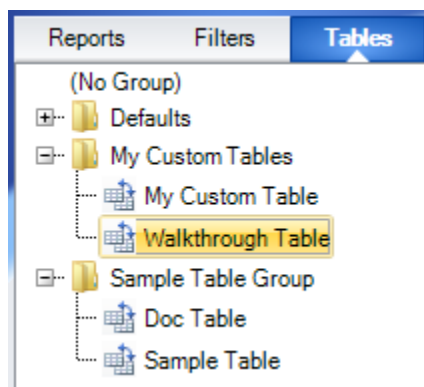 Reports Filters Tables
(No Group)
Defaults
My Custom Tables
My Custom Table
Walkthrough Table
Sample Table Group
Doc Table
Sample Table